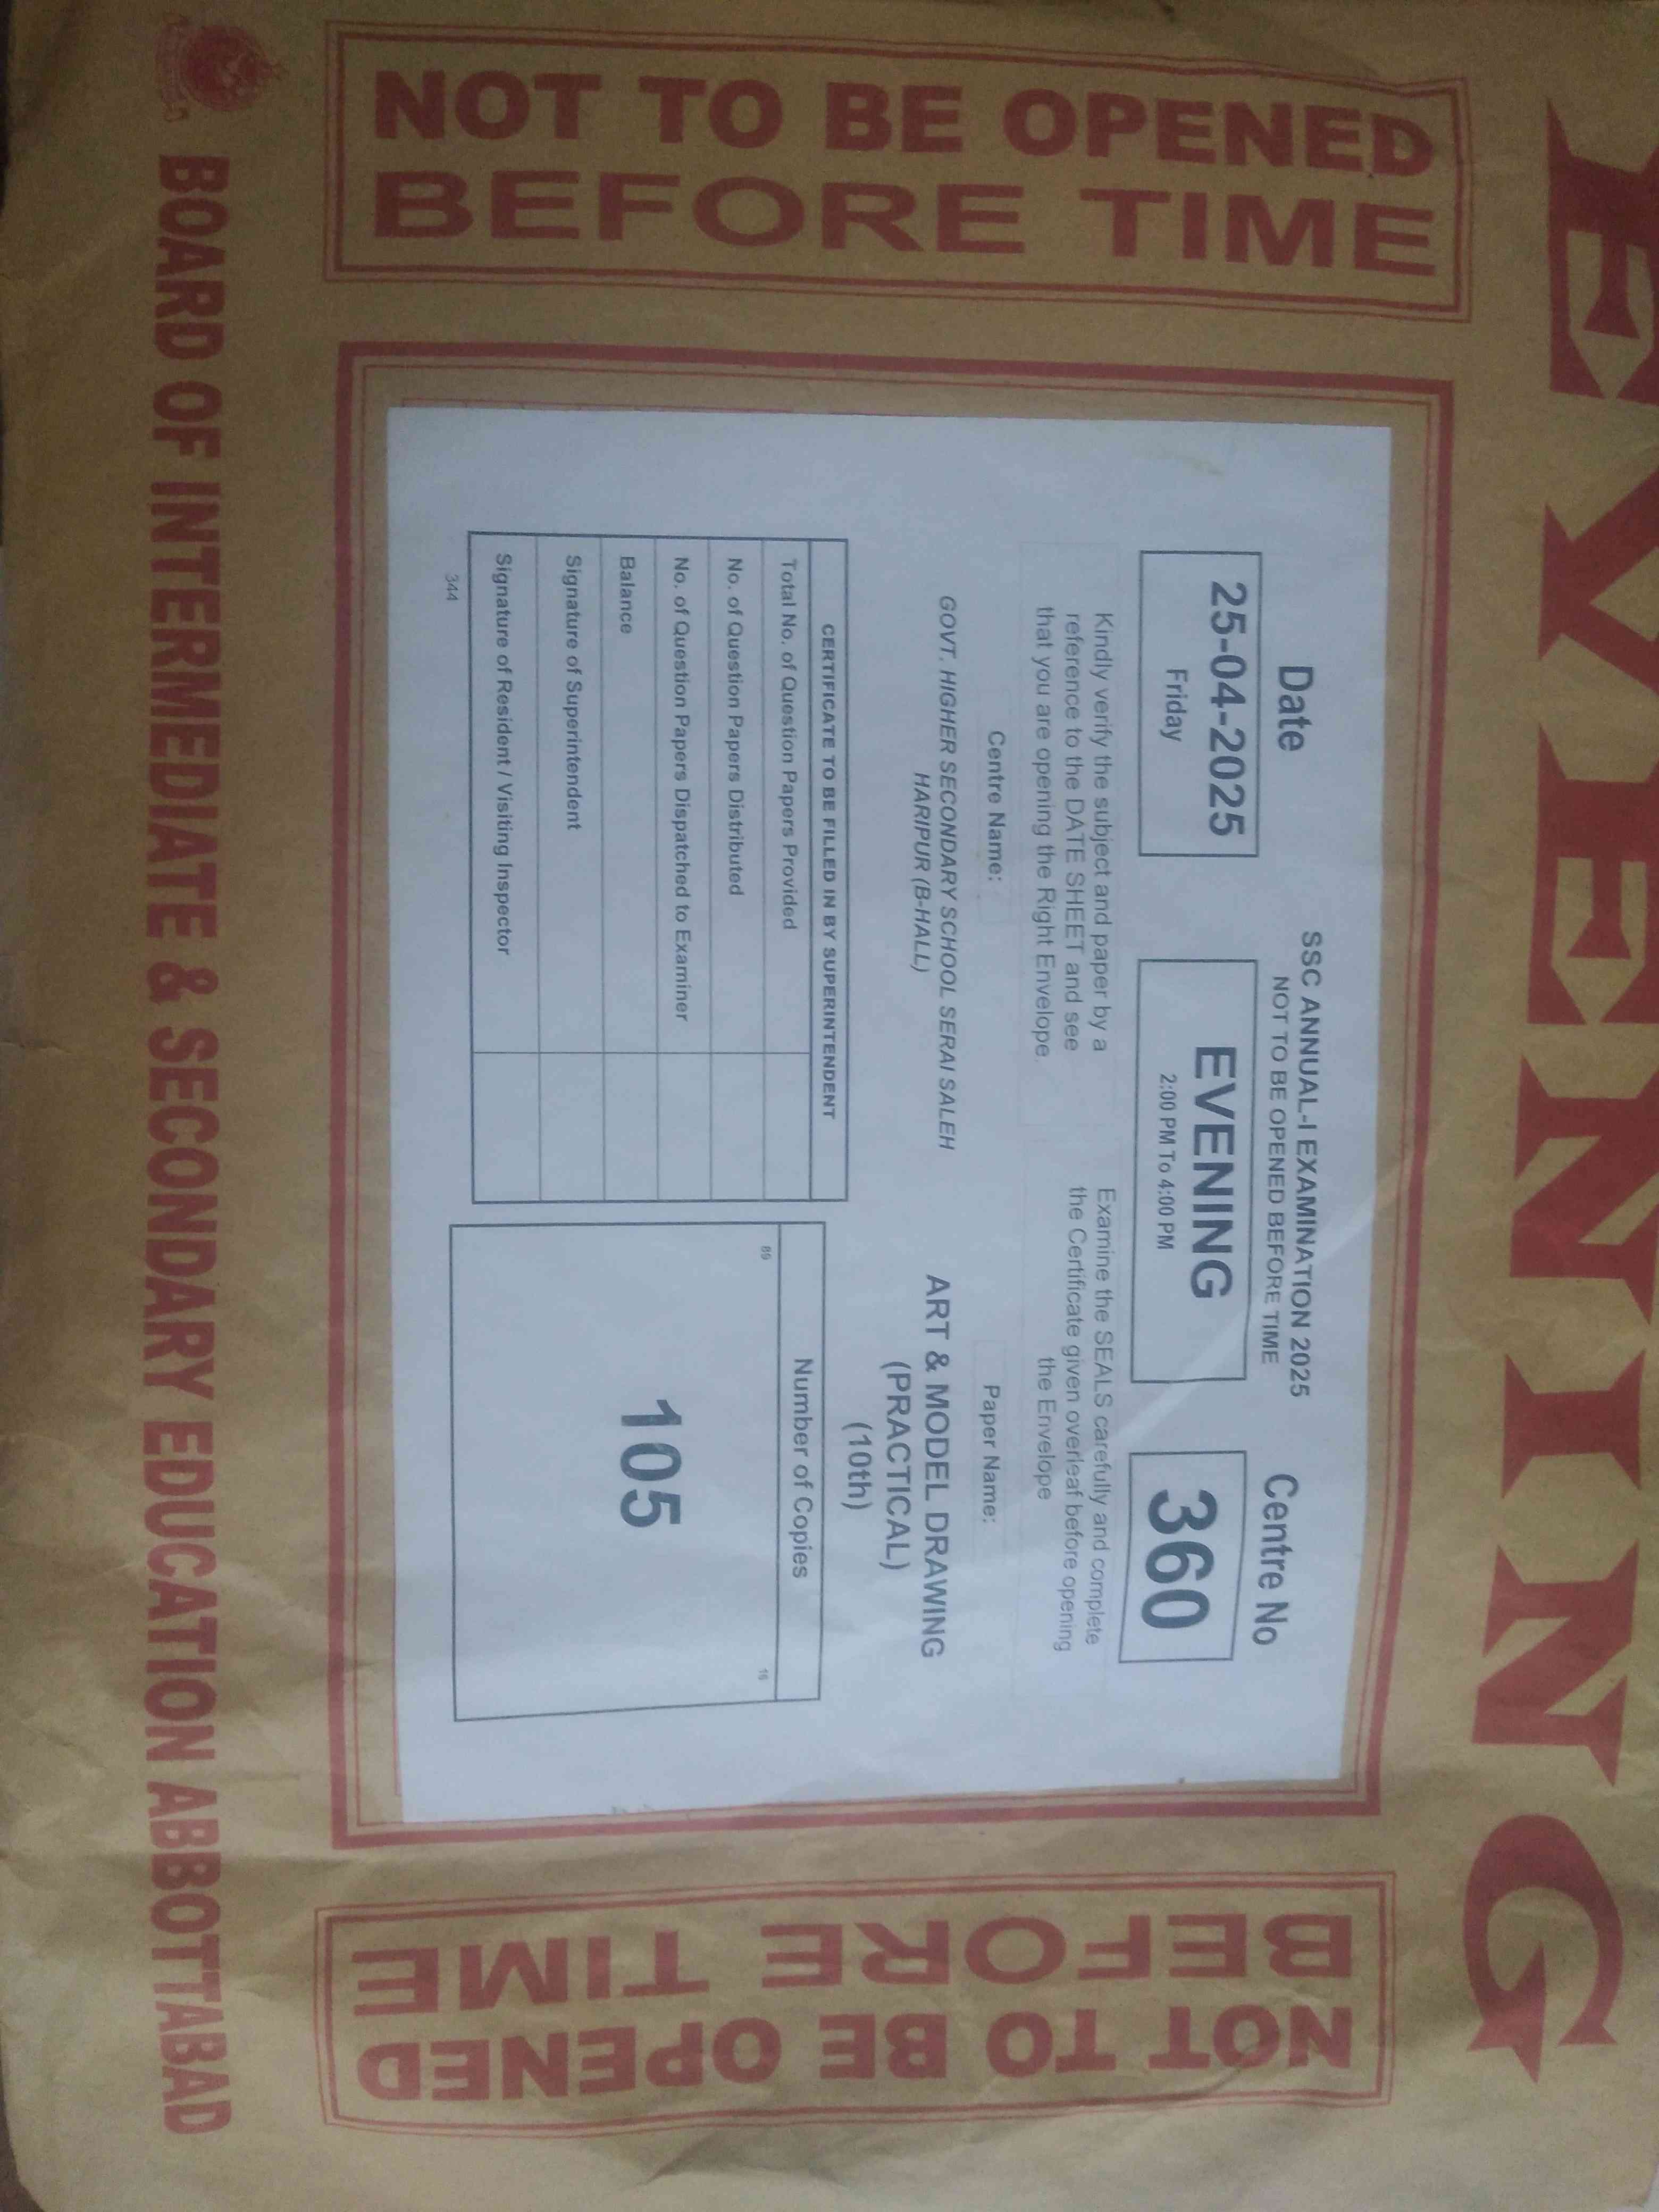 EVENING
NOT TO BE OPENED
BEFORE TIME
SSC ANNUAL-I EXAMINATION 2025
NOT TO BE OPENED BEFORE TIME
Date
25-04-2025
Friday
EVENING
2:00 PM To 4:00 PM
Centre No
360
Kindly verify the subject and paper by a
reference to the DATE SHEET and see
that you are opening the Right Envelope.
Examine the SEALS carefully and complete
the Certificate given overleaf before opening
the Envelope
Centre Name:
GOVT. HIGHER SECONDARY SCHOOL SERAI SALEH
HARIPUR (B-HALL)
Paper Name:
ART & MODEL DRAWING
(PRACTICAL)
(10th)
CERTIFICATE TO BE FILLED IN BY SUPERINTENDENT
Total No. of Question Papers Provided
No. of Question Papers Distributed
No. of Question Papers Dispatched to Examiner
Balance
Signature of Superintendent
Signature of Resident / Visiting Inspector
344
Number of Copies
89
16
105
NOT TO BE OPENED
BEFORE TIME
BOARD OF INTERMEDIATE & SECONDARY EDUCATION ABBOTTABAD